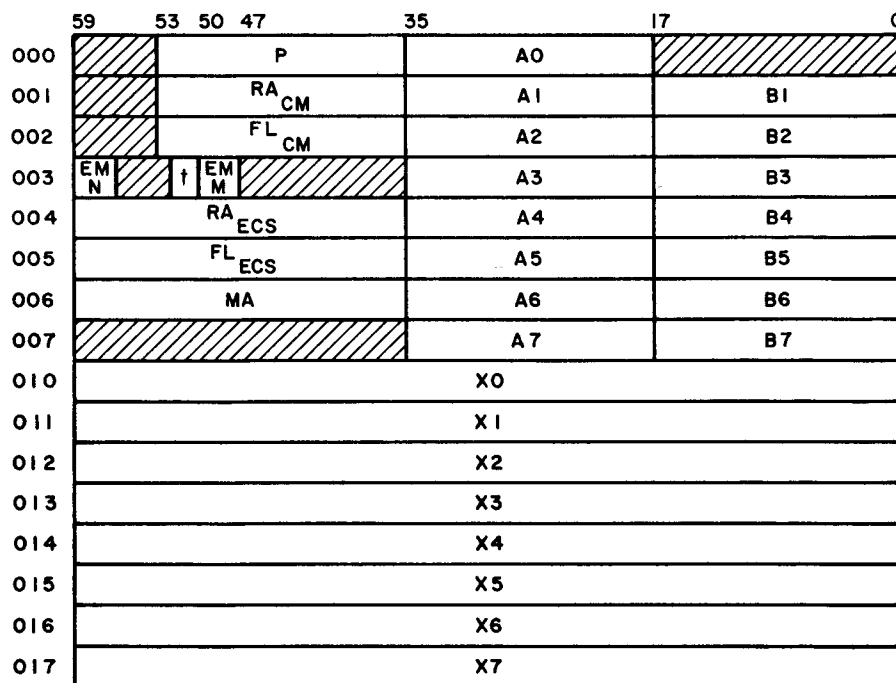 59 53 50 47 35 17 0
000 P A0
001 RA CM A1 B1
002 FL CM A2 B2
003 EM N † EM M A3 B3
004 RA ECS A4 B4
005 FL ECS A5 B5
006 MA A6 B6
007 A7 B7
010 X0
011 X1
012 X2
013 X3
014 X4
015 X5
016 X6
017 X7